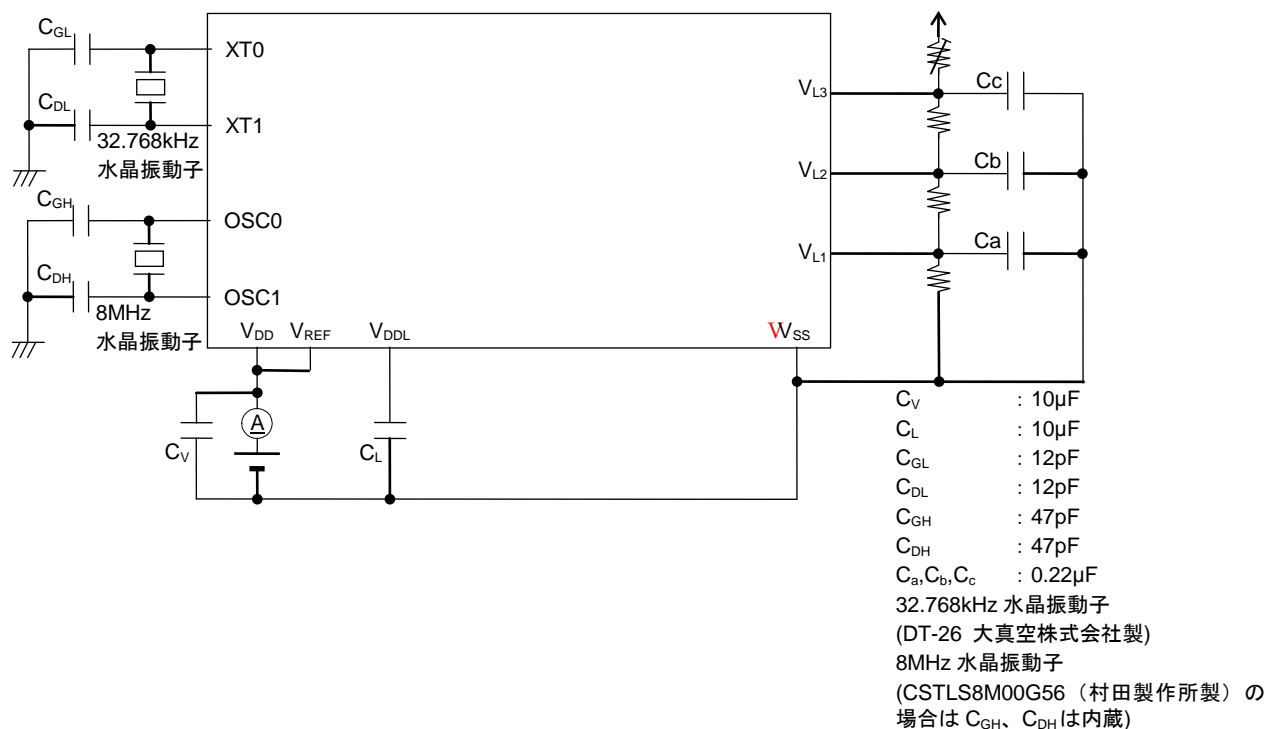 CGL
XT0
CDL
XT1
32.768kHz
水晶振動子
CGH
OSC0
CDH
OSC1
8MHz
水晶振動子
VDD
VREF
VDDL
VVSS
VL3
VL2
VL1
Cc
Cb
Ca
A
CV
CL
CV : 10µF
CL : 10µF
CGL : 12pF
CDL : 12pF
CGH : 47pF
CDH : 47pF
Ca,Cb,Cc : 0.22µF
32.768kHz 水晶振動子
(DT-26 大真空株式会社製)
8MHz 水晶振動子
(CSTLS8M00G56（村田製作所製）の
場合は CGH、CDHは内蔵)